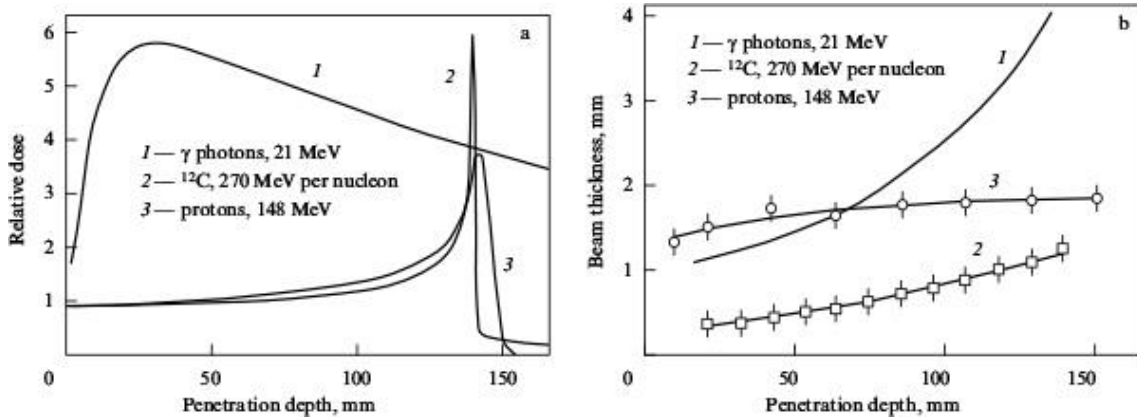 6
5
4
3
2
1
0
50
100
150
Relative dose
Penetration depth, mm
a
1
2
3
1 — γ photons, 21 MeV
2 — ¹²C, 270 MeV per nucleon
3 — protons, 148 MeV
4
3
2
1
0
50
100
150
Beam thickness, mm
Penetration depth, mm
b
1 — γ photons, 21 MeV
2 — ¹²C, 270 MeV per nucleon
3 — protons, 148 MeV
1
3
2